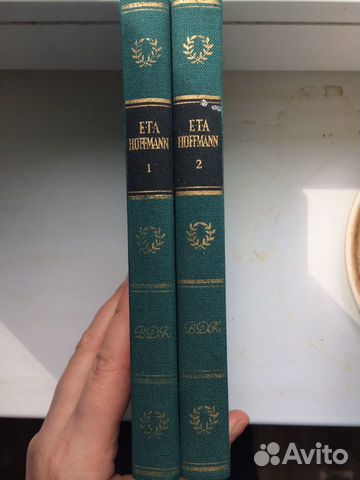 E·T·A
HOFFMANN
1
BDK
E·T·A
HOFFMANN
2
BDK
Avito